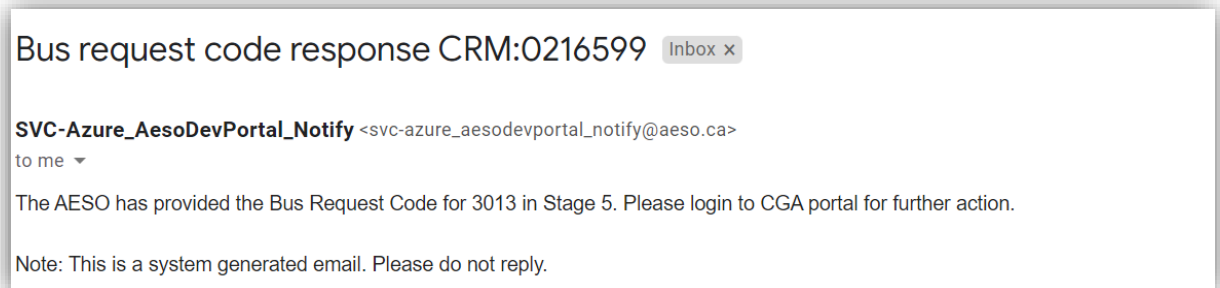 Bus request code response CRM:0216599 Inbox x
SVC-Azure_AesoDevPortal_Notify <svc-azure_aesodevportal_notify@aeso.ca>
to me
The AESO has provided the Bus Request Code for 3013 in Stage 5. Please login to CGA portal for further action.
Note: This is a system generated email. Please do not reply.